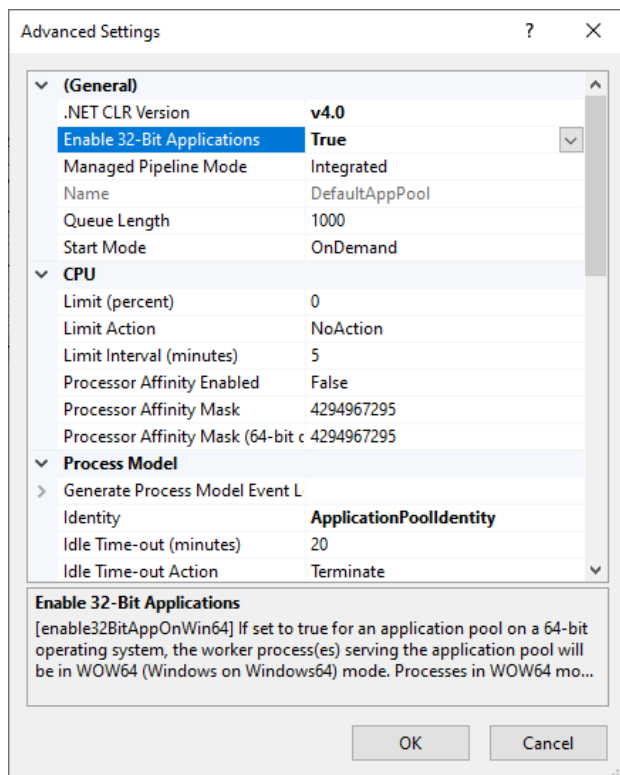 Advanced Settings ?
(General)
.NET CLR Version v4.0
Enable 32-Bit Applications True
Managed Pipeline Mode Integrated
Name DefaultAppPool
Queue Length 1000
Start Mode OnDemand
CPU
Limit (percent) 0
Limit Action NoAction
Limit Interval (minutes) 5
Processor Affinity Enabled False
Processor Affinity Mask 4294967295
Processor Affinity Mask (64-bit c 4294967295
Process Model
Generate Process Model Event L
Identity ApplicationPoolIdentity
Idle Time-out (minutes) 20
Idle Time-out Action Terminate
Enable 32-Bit Applications
[enable32BitAppOnWin64] If set to true for an application pool on a 64-bit
operating system, the worker process(es) serving the application pool will
be in WOW64 (Windows on Windows64) mode. Processes in WOW64 mo...
OK Cancel